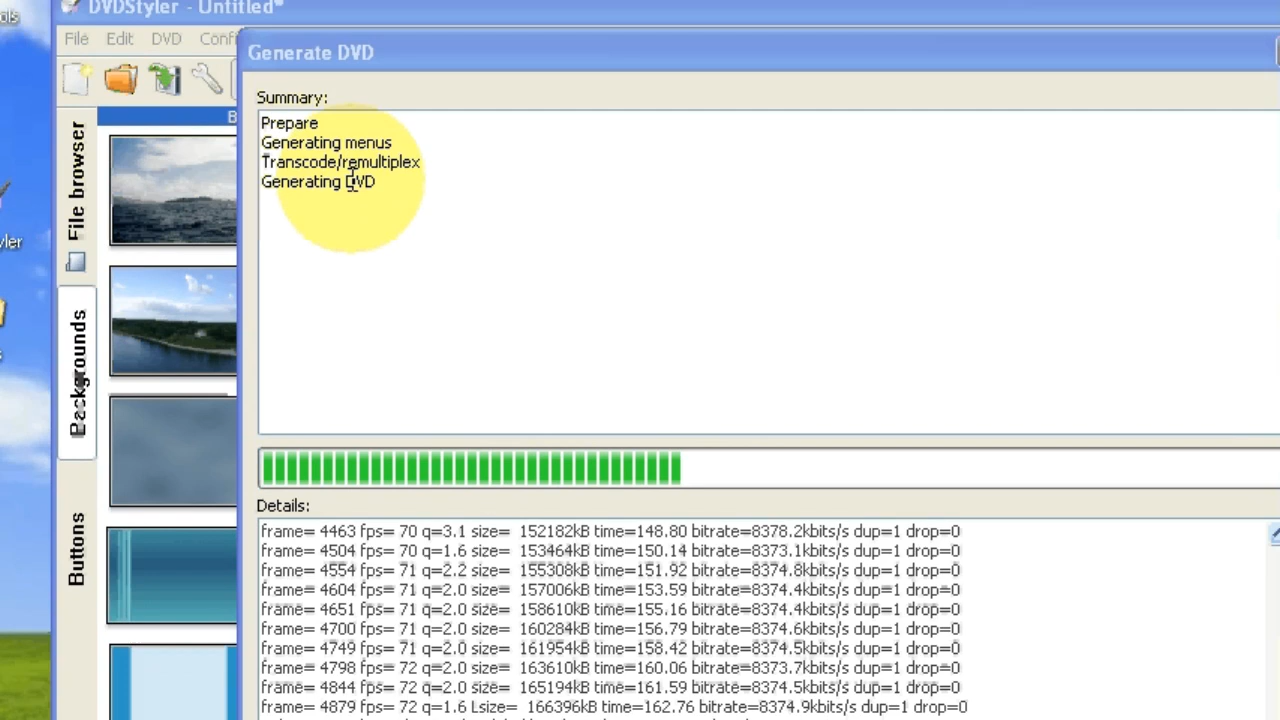 ols
DVDStyler - Untitled*
File Edit DVD Confi
Generate DVD
Summary:
Prepare
Generating menus
Transcode/remultiplex
Generating DVD
File browser
B
yler
Backgrounds
Buttons
Details:
frame= 4463 fps= 70 q=3.1 size= 152182kB time=148.80 bitrate=8378.2kbits/s dup=1 drop=0
frame= 4504 fps= 70 q=1.6 size= 153464kB time=150.14 bitrate=8373.1kbits/s dup=1 drop=0
frame= 4554 fps= 71 q=2.2 size= 155308kB time=151.92 bitrate=8374.8kbits/s dup=1 drop=0
frame= 4604 fps= 71 q=2.0 size= 157006kB time=153.59 bitrate=8374.4kbits/s dup=1 drop=0
frame= 4651 fps= 71 q=2.0 size= 158610kB time=155.16 bitrate=8374.4kbits/s dup=1 drop=0
frame= 4700 fps= 71 q=2.0 size= 160284kB time=156.79 bitrate=8374.6kbits/s dup=1 drop=0
frame= 4749 fps= 71 q=2.0 size= 161954kB time=158.42 bitrate=8374.5kbits/s dup=1 drop=0
frame= 4798 fps= 72 q=2.0 size= 163610kB time=160.06 bitrate=8373.7kbits/s dup=1 drop=0
frame= 4844 fps= 72 q=2.0 size= 165194kB time=161.59 bitrate=8374.5kbits/s dup=1 drop=0
frame= 4879 fps= 72 q=1.6 Lsize= 166396kB time=162.76 bitrate=8374.9kbits/s dup=1 drop=0